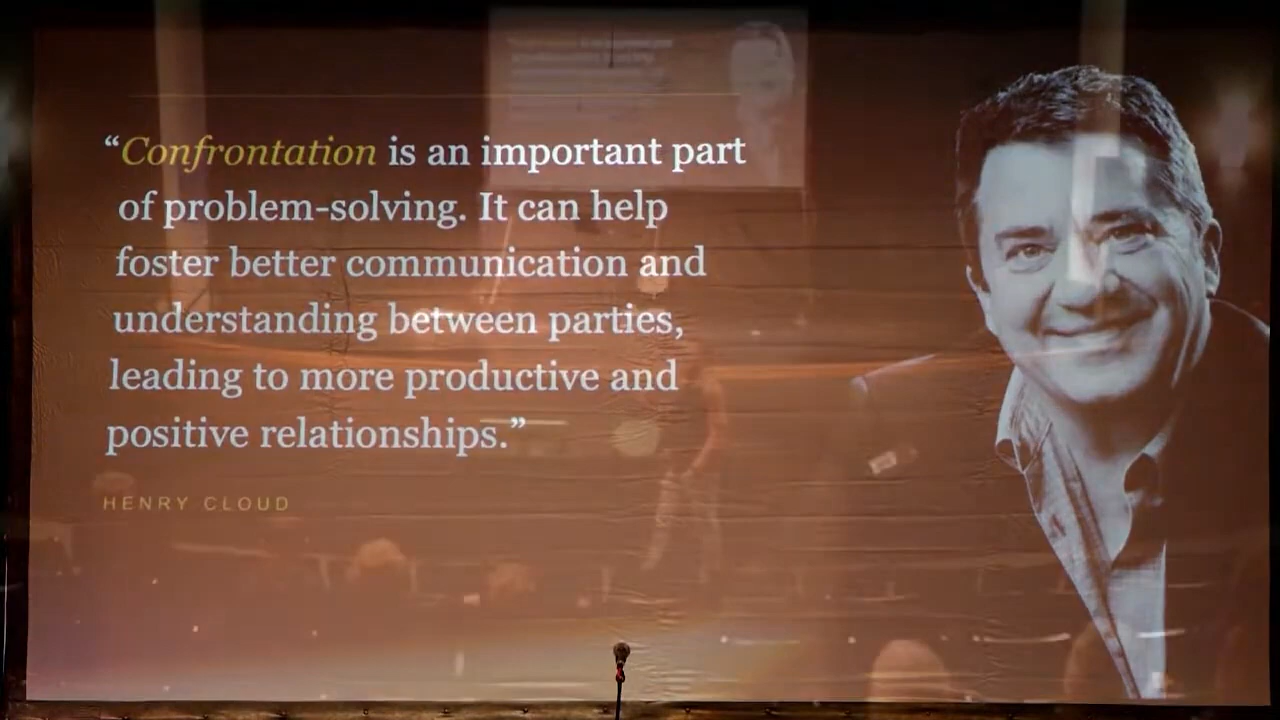 “Confrontation is an important part
of problem-solving. It can help
foster better communication and
understanding between parties,
leading to more productive and
positive relationships.”
HENRY CLOUD